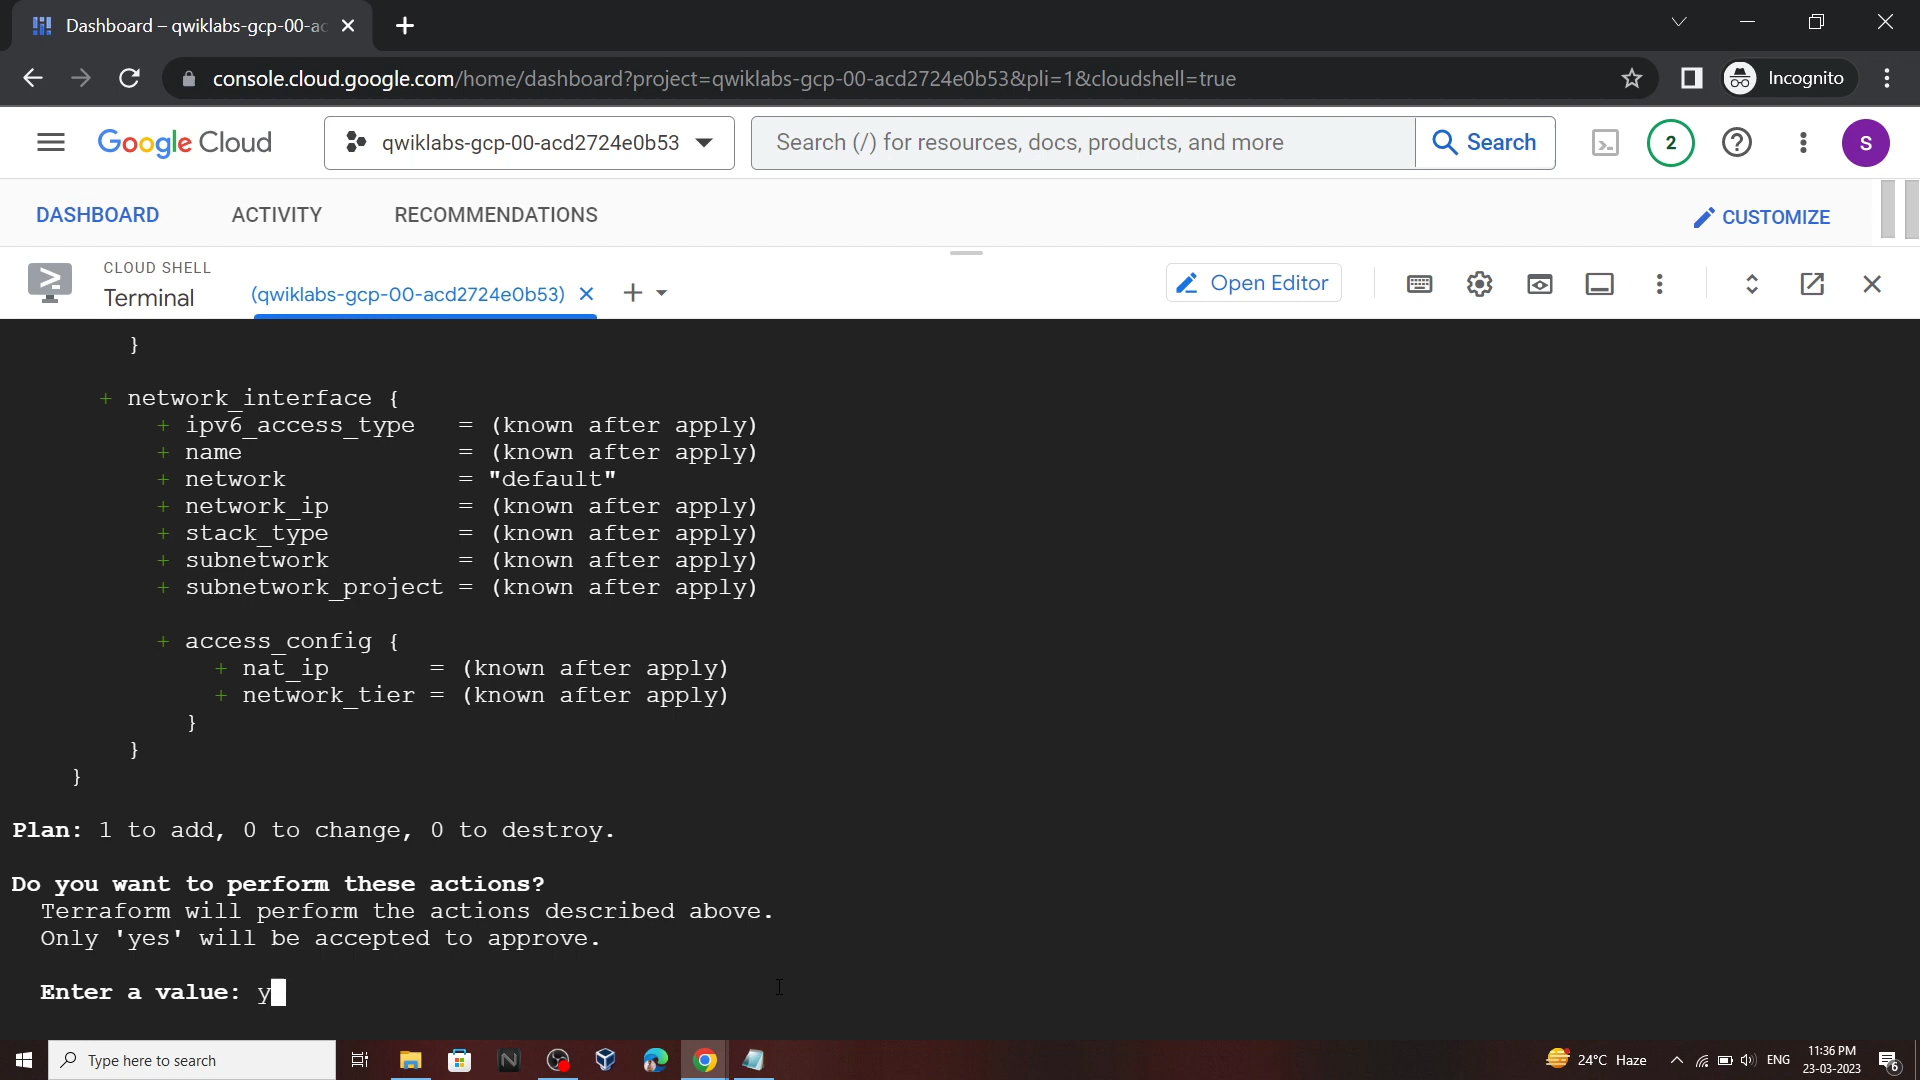 Dashboard – qwiklabs-gcp-00-ac
console.cloud.google.com/home/dashboard?project=qwiklabs-gcp-00-acd2724e0b53&pli=1&cloudshell=true
Incognito
Google Cloud
qwiklabs-gcp-00-acd2724e0b53
Search (/) for resources, docs, products, and more
Search
2
S
DASHBOARD
ACTIVITY
RECOMMENDATIONS
CUSTOMIZE
CLOUD SHELL
Terminal
(qwiklabs-gcp-00-acd2724e0b53)
Open Editor
}
+ network_interface {
+ ipv6_access_type = (known after apply)
+ name = (known after apply)
+ network = "default"
+ network_ip = (known after apply)
+ stack_type = (known after apply)
+ subnetwork = (known after apply)
+ subnetwork_project = (known after apply)
+ access_config {
+ nat_ip = (known after apply)
+ network_tier = (known after apply)
}
}
}
Plan: 1 to add, 0 to change, 0 to destroy.
Do you want to perform these actions?
Terraform will perform the actions described above.
Only 'yes' will be accepted to approve.
Enter a value: y
Type here to search
24°C Haze
ENG
11:36 PM
23-03-2023
6